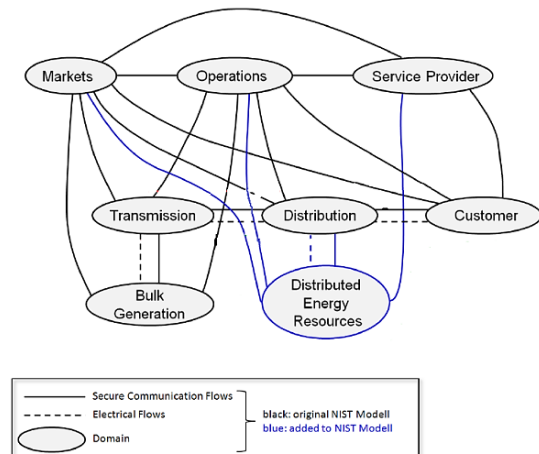 Markets
Operations
Service Provider
Transmission
Distribution
Customer
Bulk
Generation
Distributed
Energy
Resources
Secure Communication Flows
Electrical Flows
Domain
black: original NIST Modell
blue: added to NIST Modell